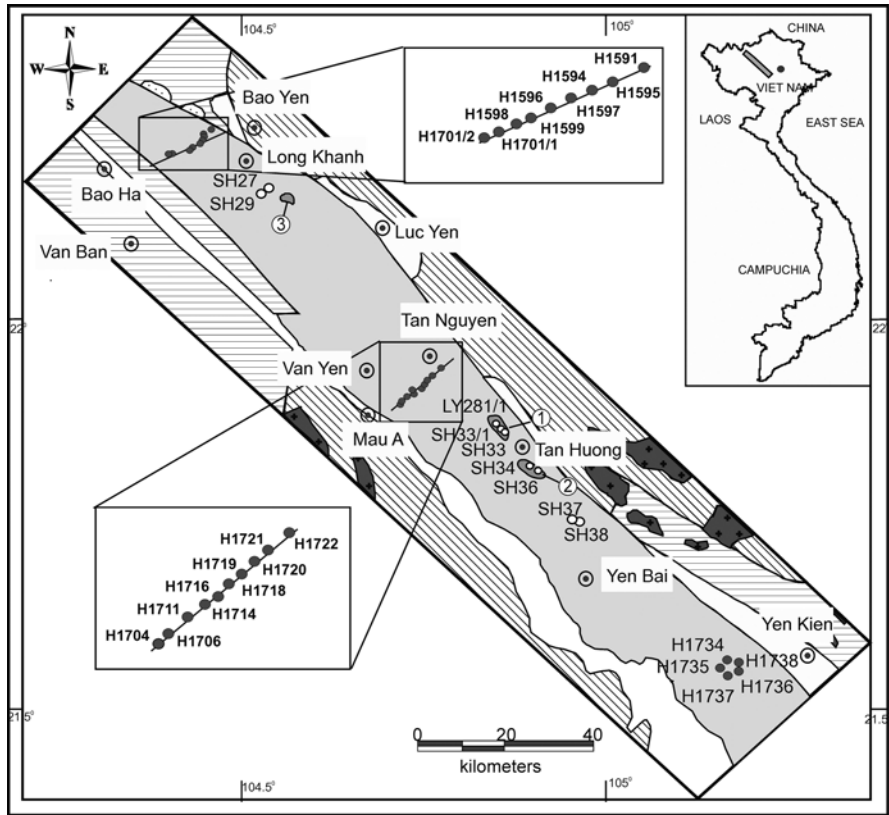 104.5°
105°
CHINA
N
W E
S
H1591
H1594
H1596
H1598
H1595
H1597
H1599
H1701/2
H1701/1
VIET NAM
LAOS
EAST SEA
CAMPUCHIA
Bao Yen
Long Khanh
SH27
SH29
3
Bao Ha
Van Ban
Luc Yen
22°
22°
Tan Nguyen
Van Yen
Mau A
LY281/1
1
SH33/1
SH33
Tan Huong
SH34
SH36
2
SH37
SH38
H1721
H1722
H1719
H1720
H1716
H1718
H1711
H1714
H1704
H1706
Yen Bai
Yen Kien
H1734
H1735
H1738
H1736
H1737
21.5°
21.5°
0 20 40
kilometers
104.5°
105°